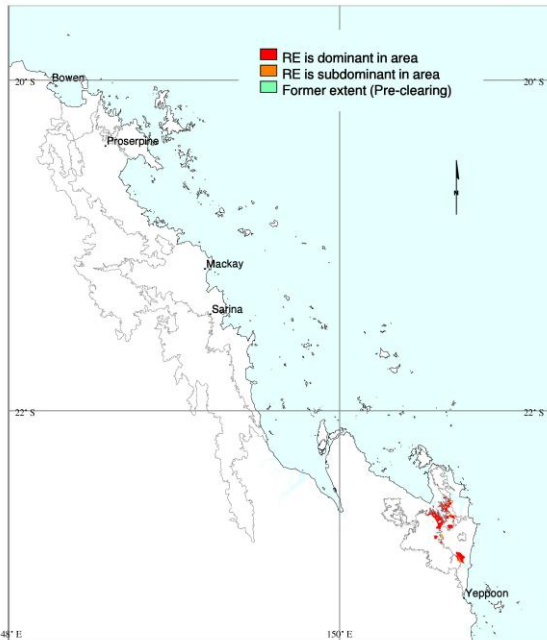 RE is dominant in area
20° S
20° S
RE is subdominant in area
Bowen
Former extent (Pre-clearing)
Proserpine
N
Mackay
Sarina
22° S
22° S
Yeppoon
48° E
150° E